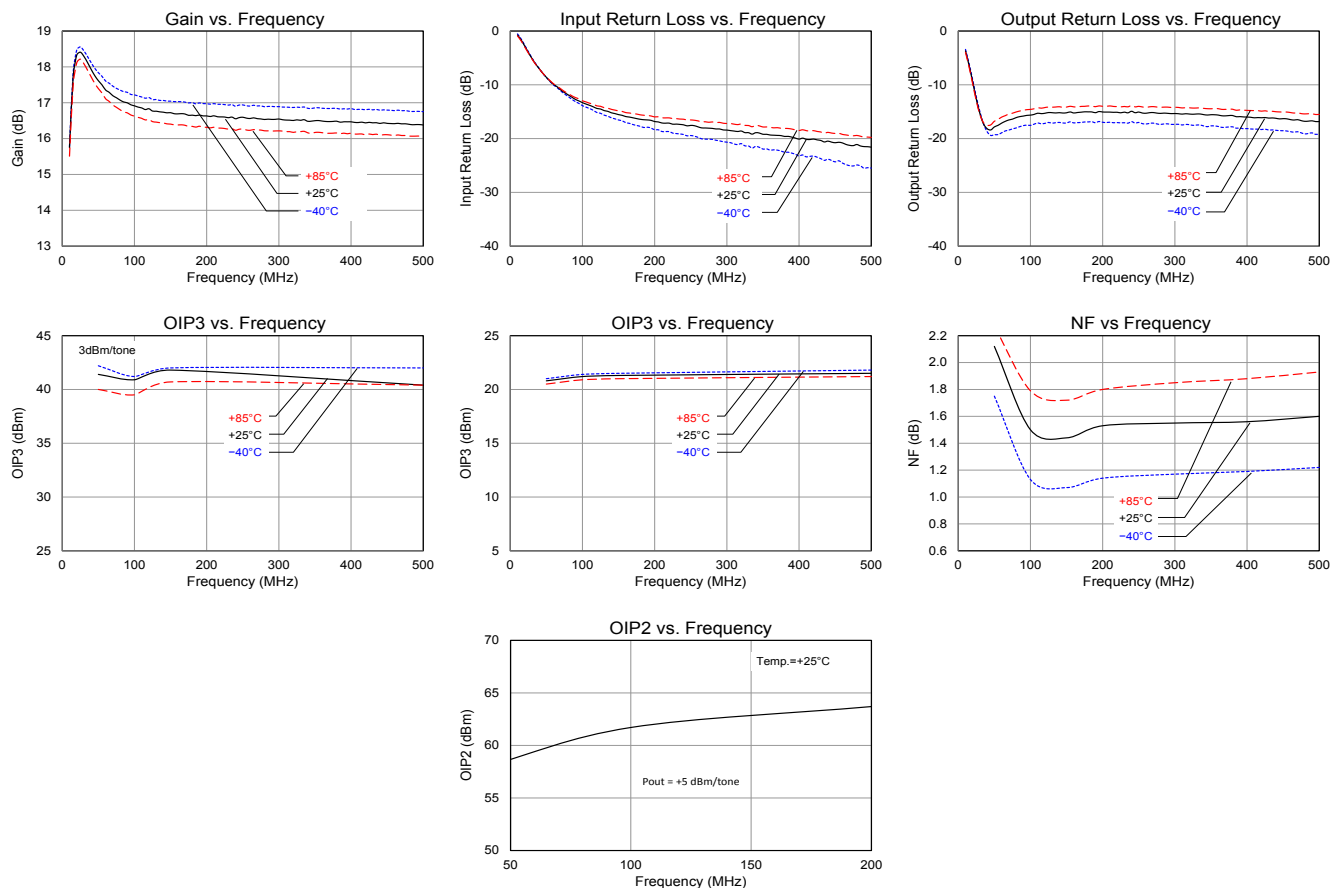 Gain vs. Frequency
19
18
17
16
15
14
13
Gain (dB)
+85°C
+25°C
−40°C
0 100 200 300 400 500
Frequency (MHz)
Input Return Loss vs. Frequency
0
-10
-20
-30
-40
Input Return Loss (dB)
+85°C
+25°C
−40°C
0 100 200 300 400 500
Frequency (MHz)
Output Return Loss vs. Frequency
0
-10
-20
-30
-40
Output Return Loss (dB)
+85°C
+25°C
−40°C
0 100 200 300 400 500
Frequency (MHz)
OIP3 vs. Frequency
45
40
35
30
25
OIP3 (dBm)
3dBm/tone
+85°C
+25°C
−40°C
0 100 200 300 400 500
Frequency (MHz)
OIP3 vs. Frequency
25
20
15
10
5
OIP3 (dBm)
+85°C
+25°C
−40°C
0 100 200 300 400 500
Frequency (MHz)
NF vs Frequency
2.2
2.0
1.8
1.6
1.4
1.2
1.0
0.8
0.6
NF (dB)
+85°C
+25°C
−40°C
0 100 200 300 400 500
Frequency (MHz)
OIP2 vs. Frequency
70
65
60
55
50
OIP2 (dBm)
Temp.=+25°C
Pout = +5 dBm/tone
50 100 150 200
Frequency (MHz)